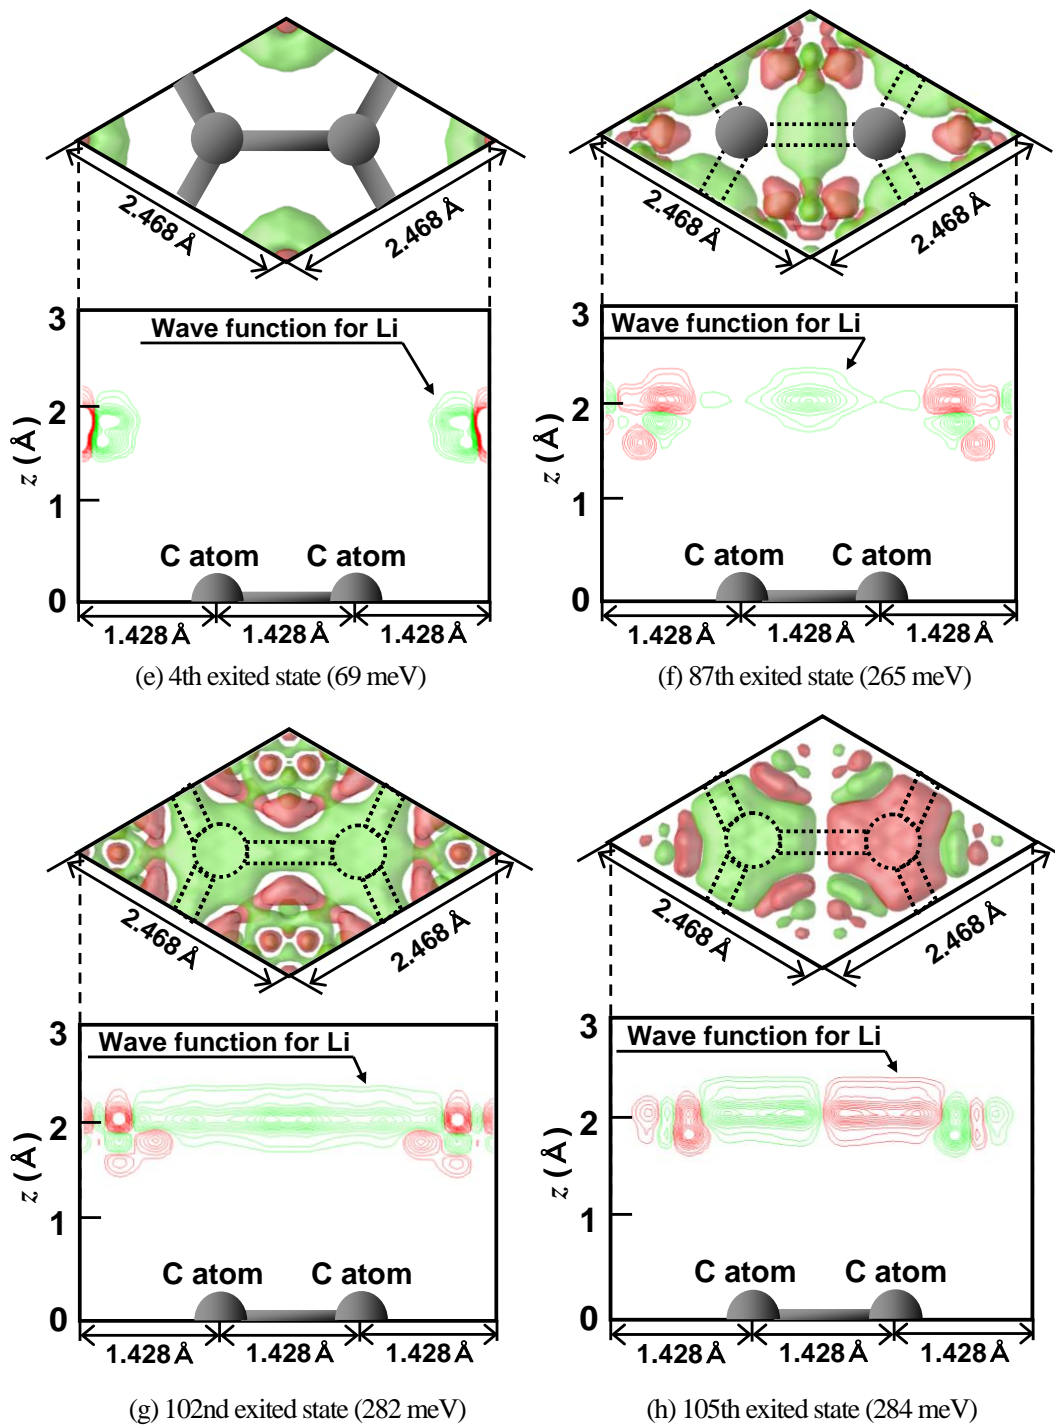 2.468 Å
2.468 Å
3
Wave function for Li
2
z (Å)
1
C atom
C atom
0
1.428 Å
1.428 Å
1.428 Å
(e) 4th exited state (69 meV)
2.468 Å
2.468 Å
3
Wave function for Li
2
z (Å)
1
C atom
C atom
0
1.428 Å
1.428 Å
1.428 Å
(f) 87th exited state (265 meV)
2.468 Å
2.468 Å
3
Wave function for Li
2
z (Å)
1
C atom
C atom
0
1.428 Å
1.428 Å
1.428 Å
(g) 102nd exited state (282 meV)
2.468 Å
2.468 Å
3
Wave function for Li
2
z (Å)
1
C atom
C atom
0
1.428 Å
1.428 Å
1.428 Å
(h) 105th exited state (284 meV)